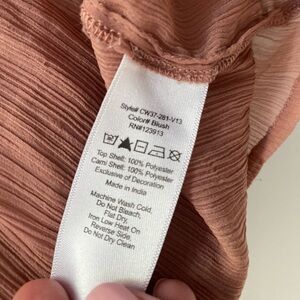 Style# CW37-281-V13
Color# Blush
RN#123913
Top Shell: 100% Polyester
Cami Shell: 100% Polyester
Exclusive of Decoration
Made in India
Machine Wash Cold,
Do Not Bleach,
Flat Dry,
Iron Low Heat On
Reverse Side,
Do Not Dry Clean